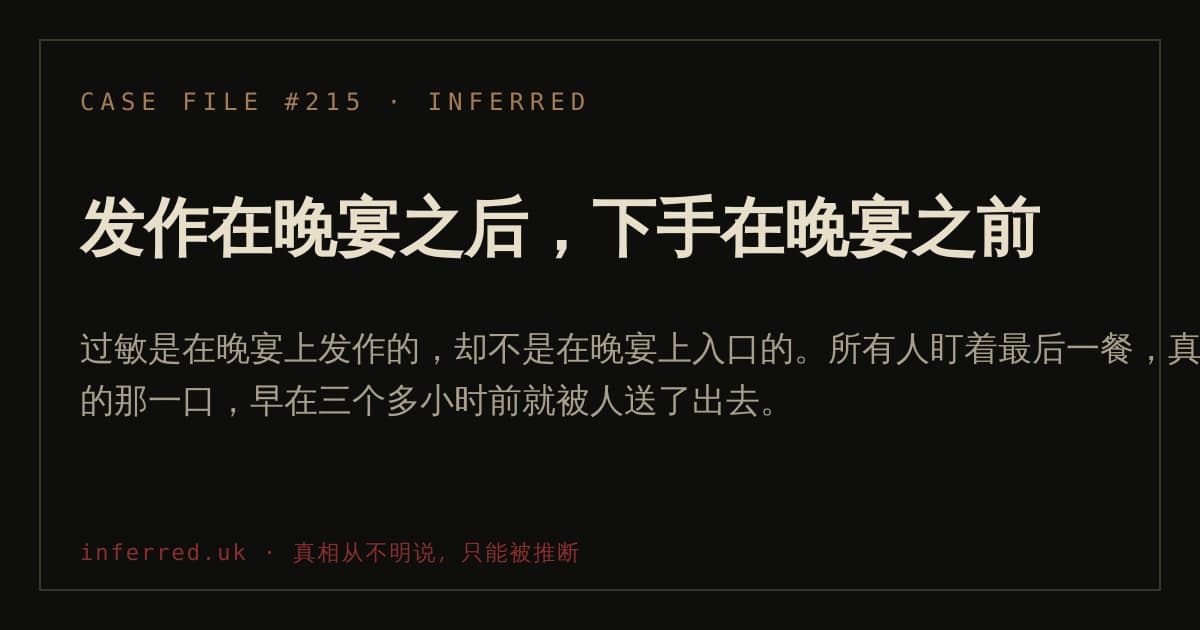 CASE FILE #215 · INFERRED
发作在晚宴之后，下手在晚宴之前
过敏是在晚宴上发作的，却不是在晚宴上入口的。所有人盯着最后一餐，真
的那一口，早在三个多小时前就被人送了出去。
inferred.uk · 真相从不明说，只能被推断